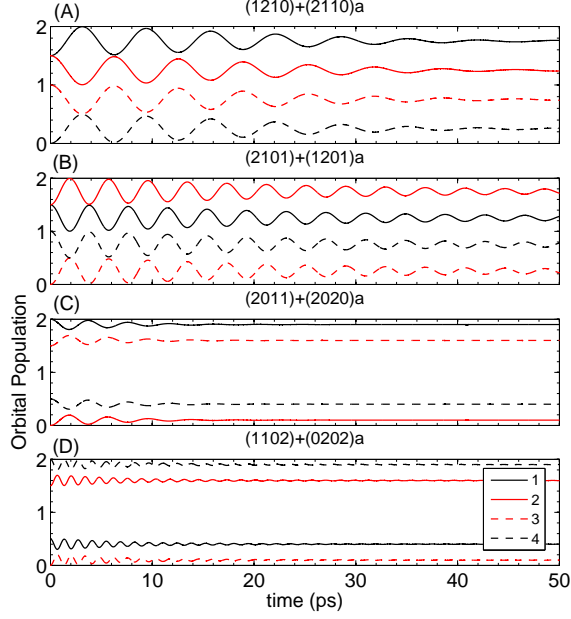 (A)
(1210)+(2110)a
2
1
0
(B)
(2101)+(1201)a
2
1
0
Orbital Population
(C)
(2011)+(2020)a
2
1
0
(D)
(1102)+(0202)a
2
1
0
1
2
3
4
0
10
20
30
40
50
time (ps)